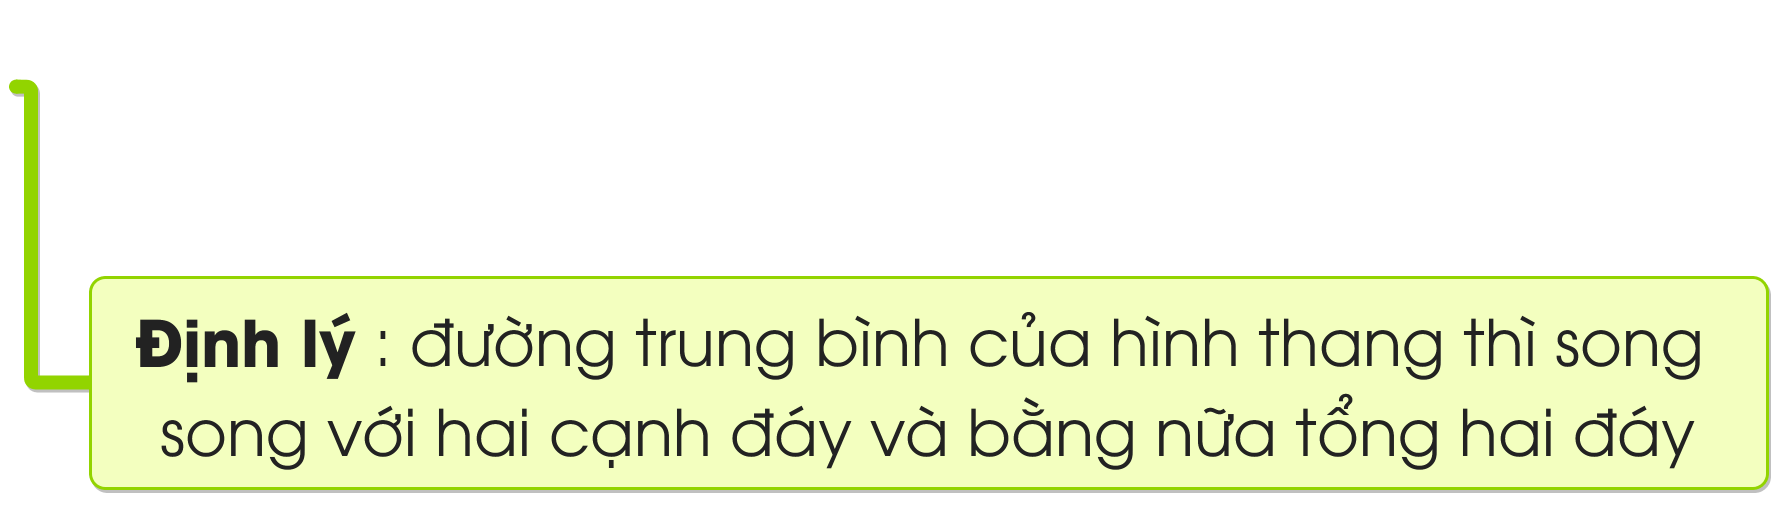 Định lý : đường trung bình của hình thang thì song
song với hai cạnh đáy và bằng nữa tổng hai đáy